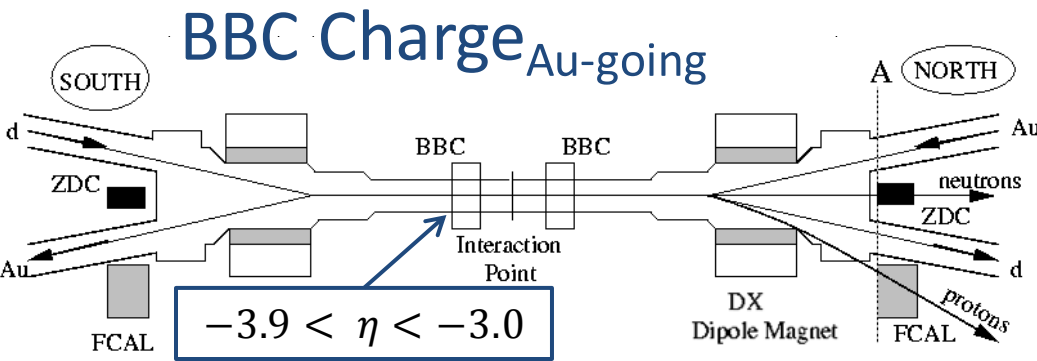 BBC Charge Au-going
SOUTH
A
NORTH
d
BBC
BBC
Au
ZDC
neutrons
ZDC
Interaction
Point
Au
d
−3.9 < η < −3.0
DX
Dipole Magnet
protons
FCAL
FCAL